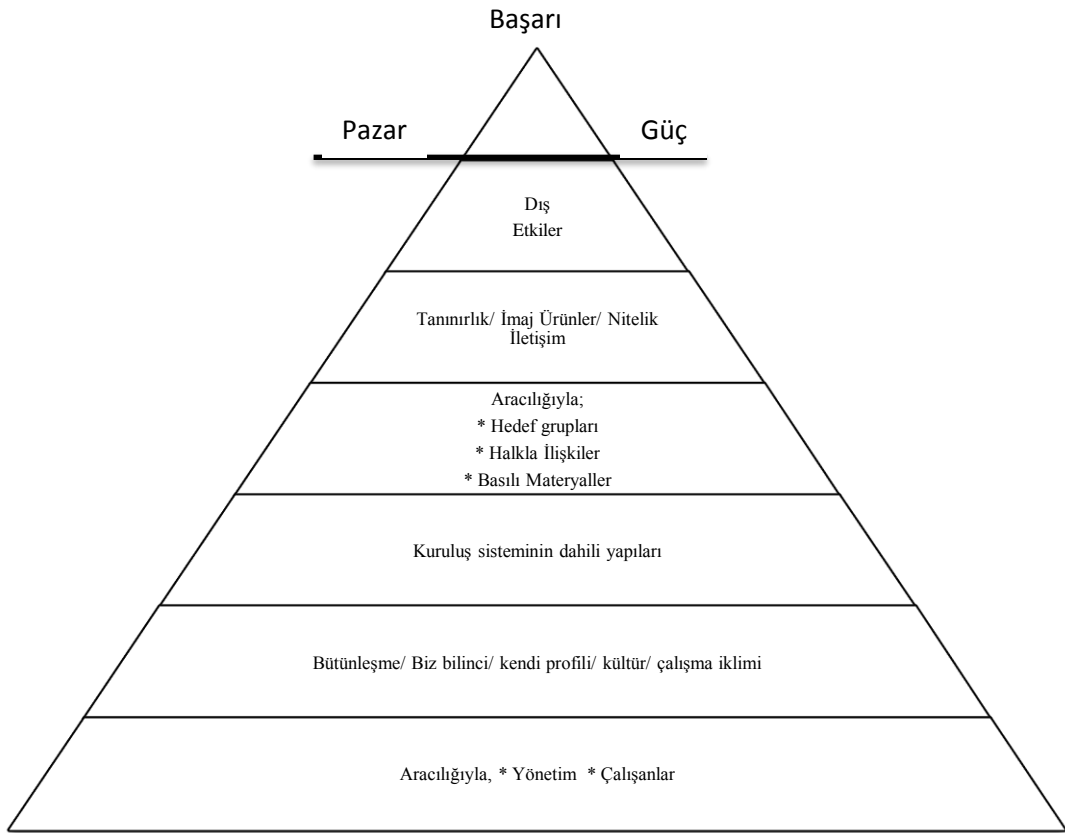 Başarı
Pazar
Güç
Dış
Etkiler
Tanınırlık/ İmaj Ürünler/ Nitelik
İletişim
Aracılığıyla;
* Hedef grupları
* Halkla İlişkiler
* Basılı Materyaller
Kuruluş sisteminin dahili yapıları
Bütünleşme/ Biz bilinci/ kendi profili/ kültür/ çalışma iklimi
Aracılığıyla, * Yönetim * Çalışanlar